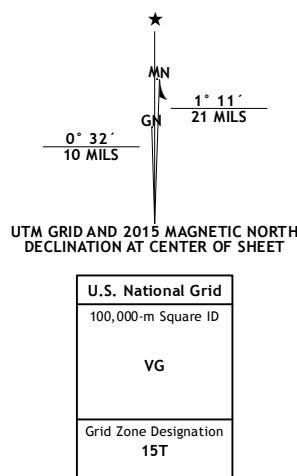 MN
1° 11´
21 MILS
GN
0° 32´
10 MILS
UTM GRID AND 2015 MAGNETIC NORTH
DECLINATION AT CENTER OF SHEET
U.S. National Grid
100,000-m Square ID
VG
Grid Zone Designation
15T